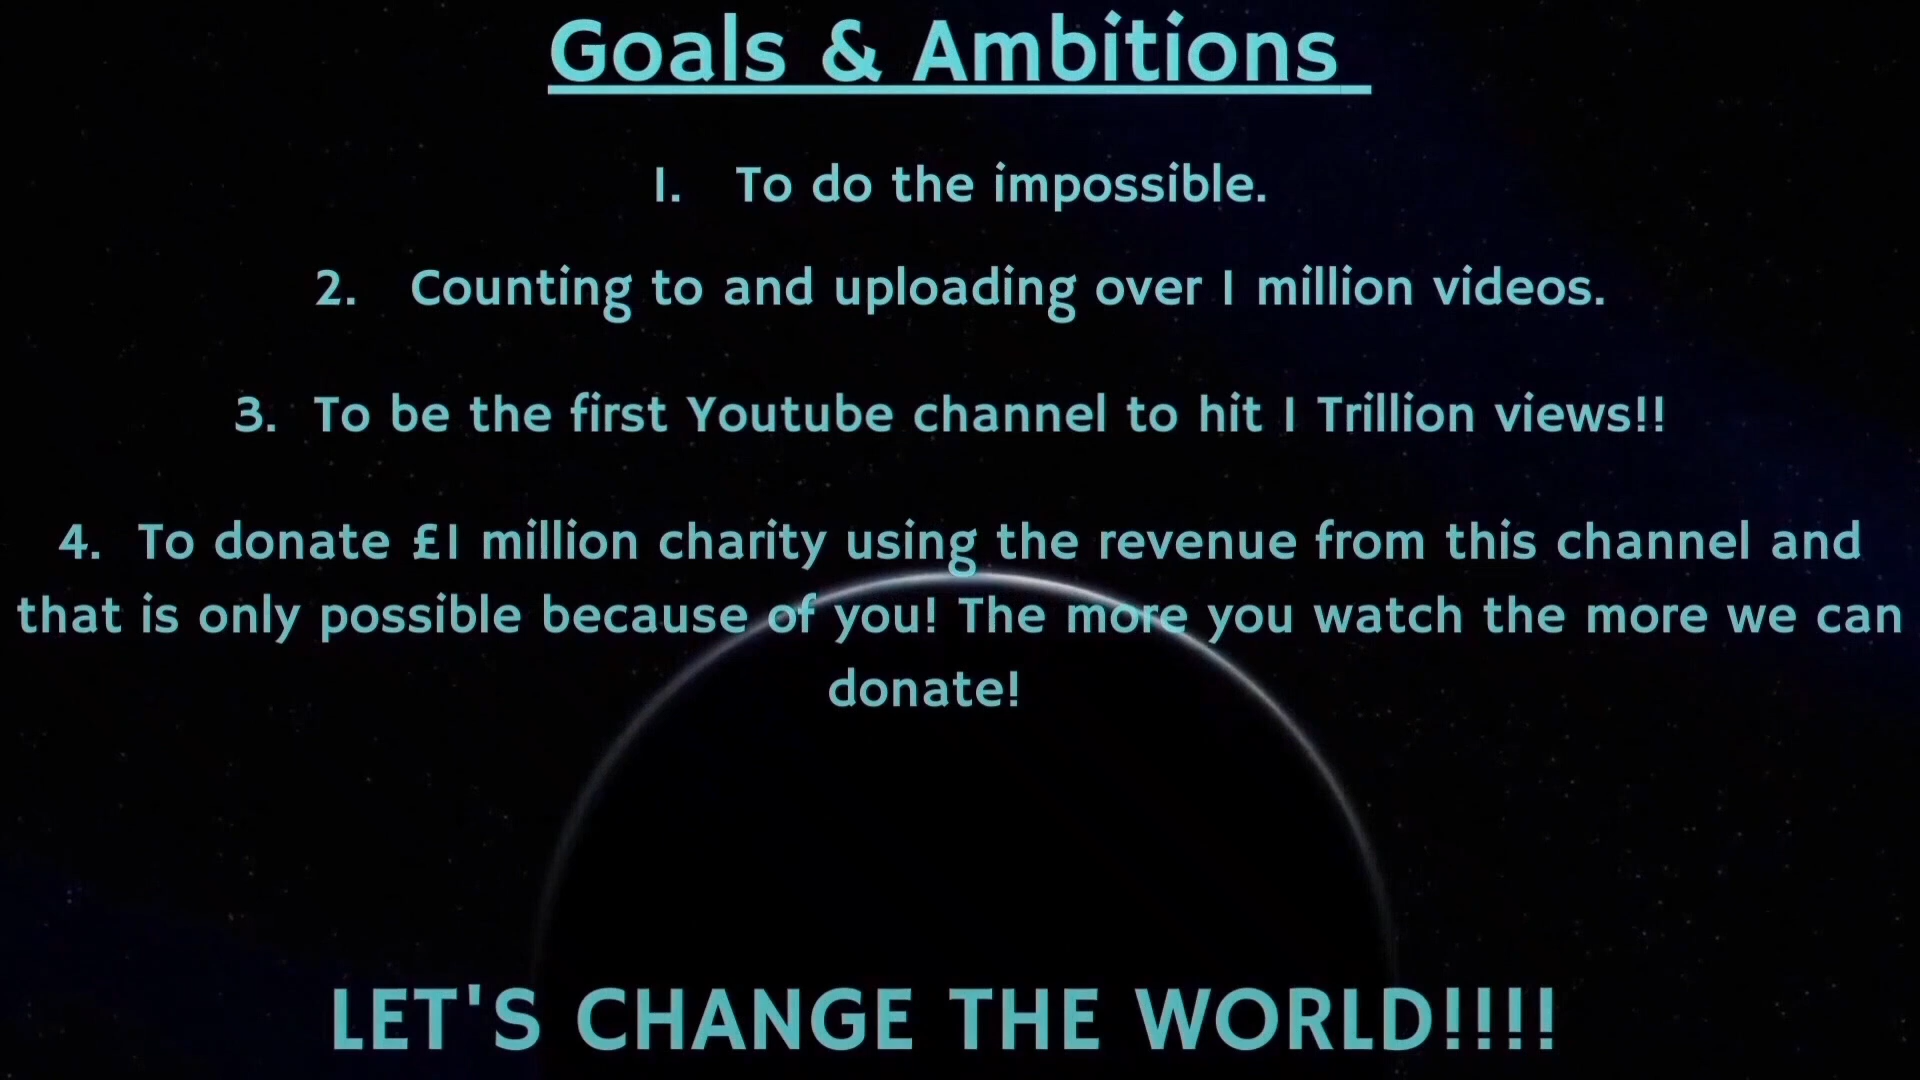 Goals & Ambitions
1. To do the impossible.
2. Counting to and uploading over 1 million videos.
3. To be the first Youtube channel to hit 1 Trillion views!!
4. To donate £1 million charity using the revenue from this channel and
that is only possible because of you! The more you watch the more we can
donate!
LET'S CHANGE THE WORLD!!!!